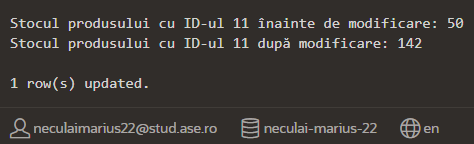 Stocul produsului cu ID-ul 11 înainte de modificare: 50
Stocul produsului cu ID-ul 11 după modificare: 142
1 row(s) updated.
neculaimarius22@stud.ase.ro neculai-marius-22 en